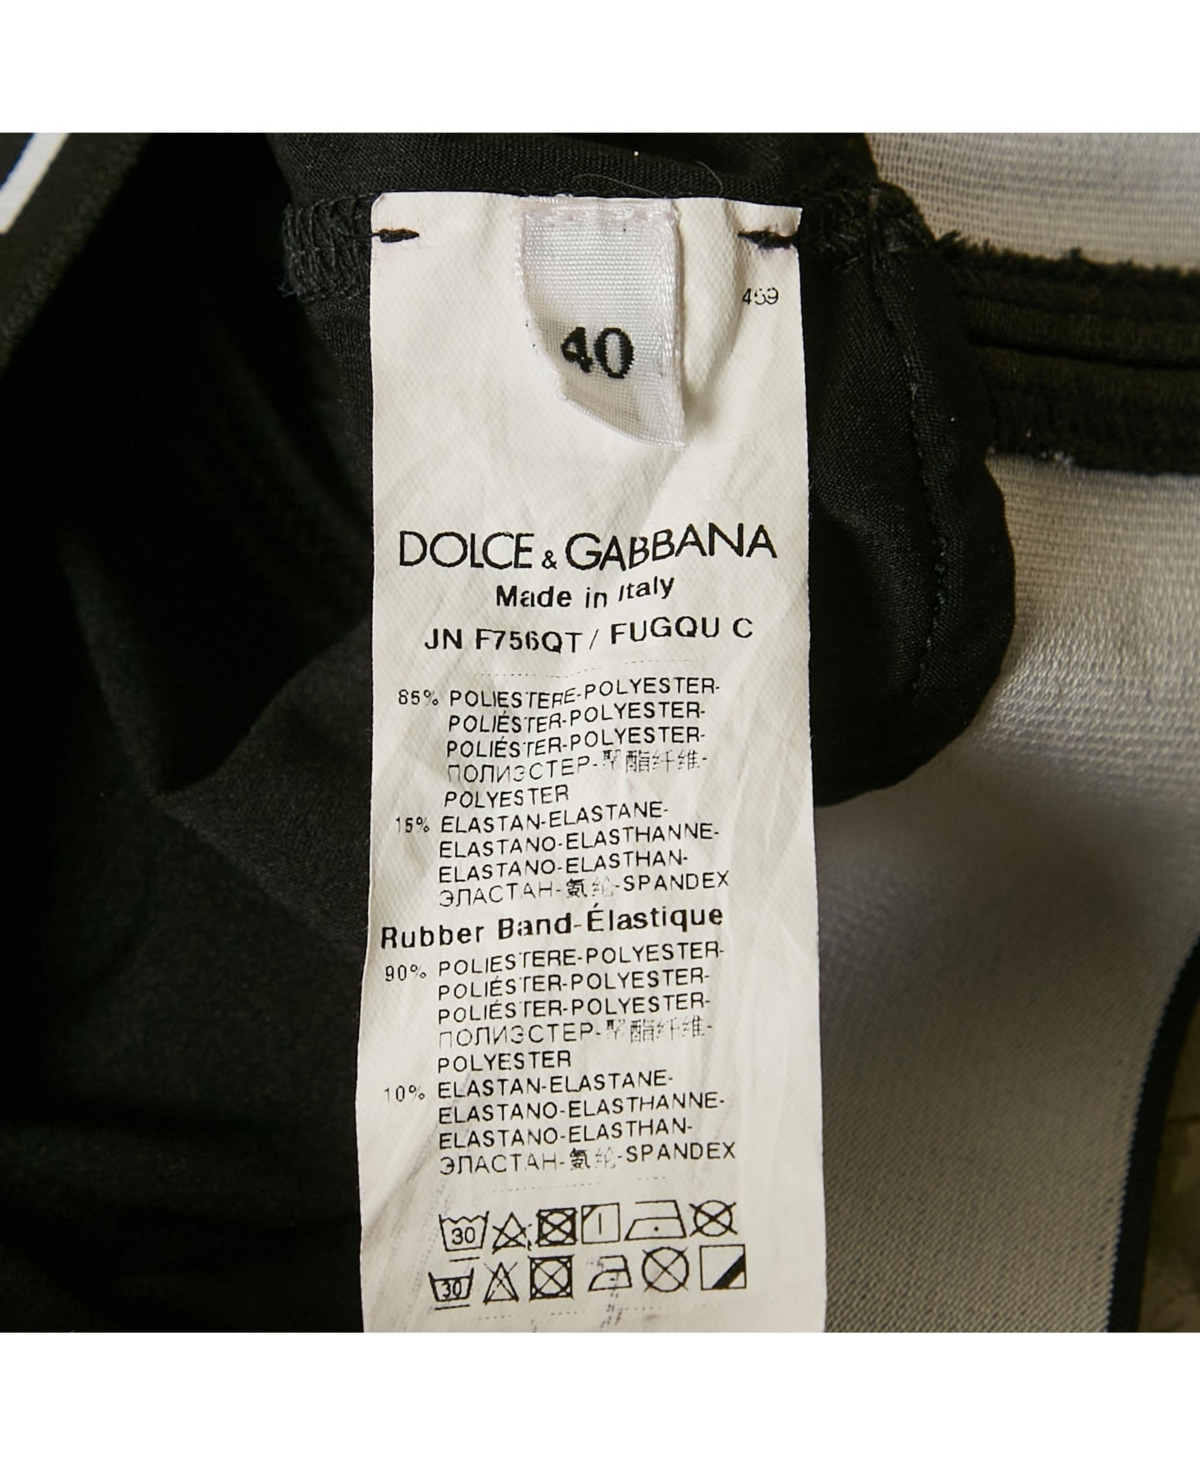 459
40
DOLCE & GABBANA
Made in Italy
JN F756QT / FUGQU C
85% POLIESTERE-POLYESTER-
POLIÉSTER-POLYESTER-
POLIÉSTER-POLYESTER-
ПОЛИЭСТЕР-聚酯纤维-
POLYESTER
15% ELASTAN-ELASTANE-
ELASTANO-ELASTHANNE-
ELASTANO-ELASTHAN-
ЭЛАСТАН-氨纶-SPANDEX
Rubber Band-Élastique
90% POLIESTERE-POLYESTER-
POLIÉSTER-POLYESTER-
POLIÉSTER-POLYESTER-
ПОЛИЭСТЕР-聚酯纤维-
POLYESTER
10% ELASTAN-ELASTANE-
ELASTANO-ELASTHANNE-
ELASTANO-ELASTHAN-
ЭЛАСТАН-氨纶-SPANDEX
30
30